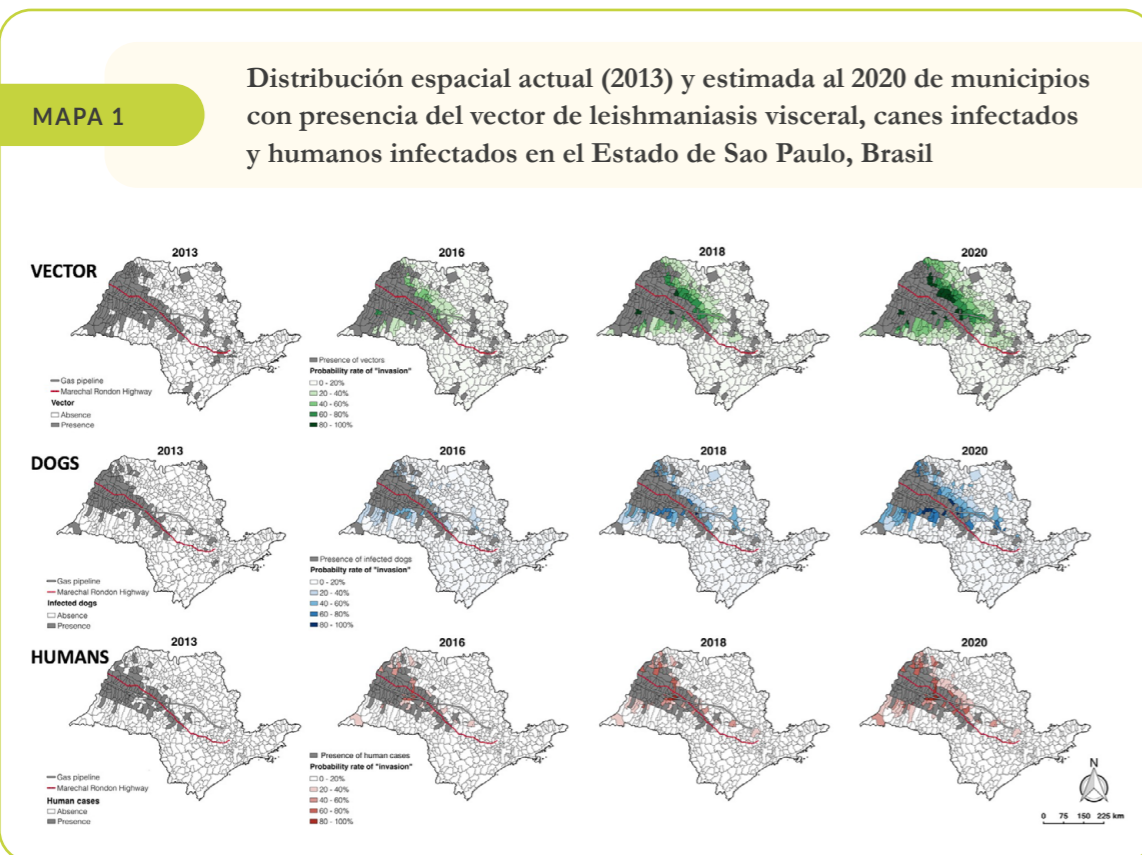 MAPA 1
Distribución espacial actual (2013) y estimada al 2020 de municipios
con presencia del vector de leishmaniasis visceral, canes infectados
y humanos infectados en el Estado de Sao Paulo, Brasil
VECTOR
2013
2016
2018
2020
Gas pipeline
Marechal Rondon Highway
Vector
Absence
Presence
Presence of vectors
Probability rate of "invasion"
0 - 20%
20 - 40%
40 - 60%
60 - 80%
80 - 100%
DOGS
2013
2016
2018
2020
Gas pipeline
Marechal Rondon Highway
Infected dogs
Absence
Presence
Presence of infected dogs
Probability rate of "invasion"
0 - 20%
20 - 40%
40 - 60%
60 - 80%
80 - 100%
HUMANS
2013
2016
2018
2020
Gas pipeline
Marechal Rondon Highway
Human cases
Absence
Presence
Presence of human cases
Probability rate of "invasion"
0 - 20%
20 - 40%
40 - 60%
60 - 80%
80 - 100%
N
0 75 150 225 km